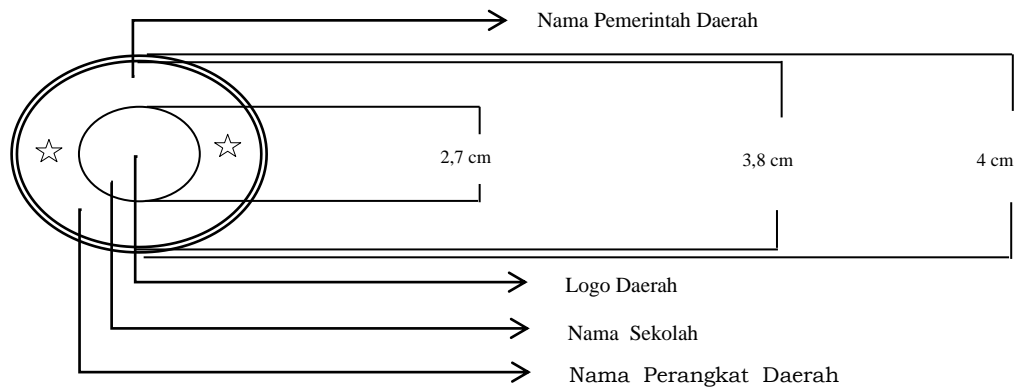 Nama Pemerintah Daerah
2,7 cm
3,8 cm
4 cm
Logo Daerah
Nama Sekolah
Nama Perangkat Daerah